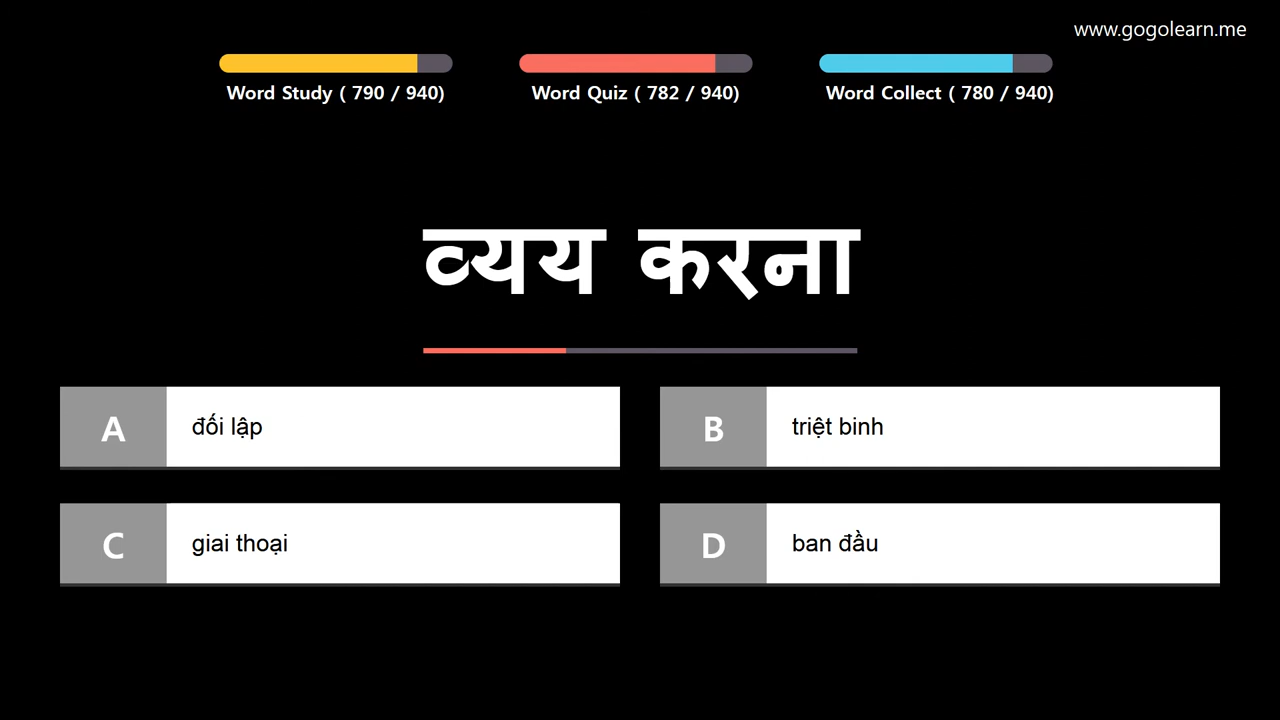 www.gogolearn.me
Word Study ( 790 / 940)
Word Quiz ( 782 / 940)
Word Collect ( 780 / 940)
व्यय करना
A
đối lập
B
triệt binh
C
giai thoại
D
ban đầu